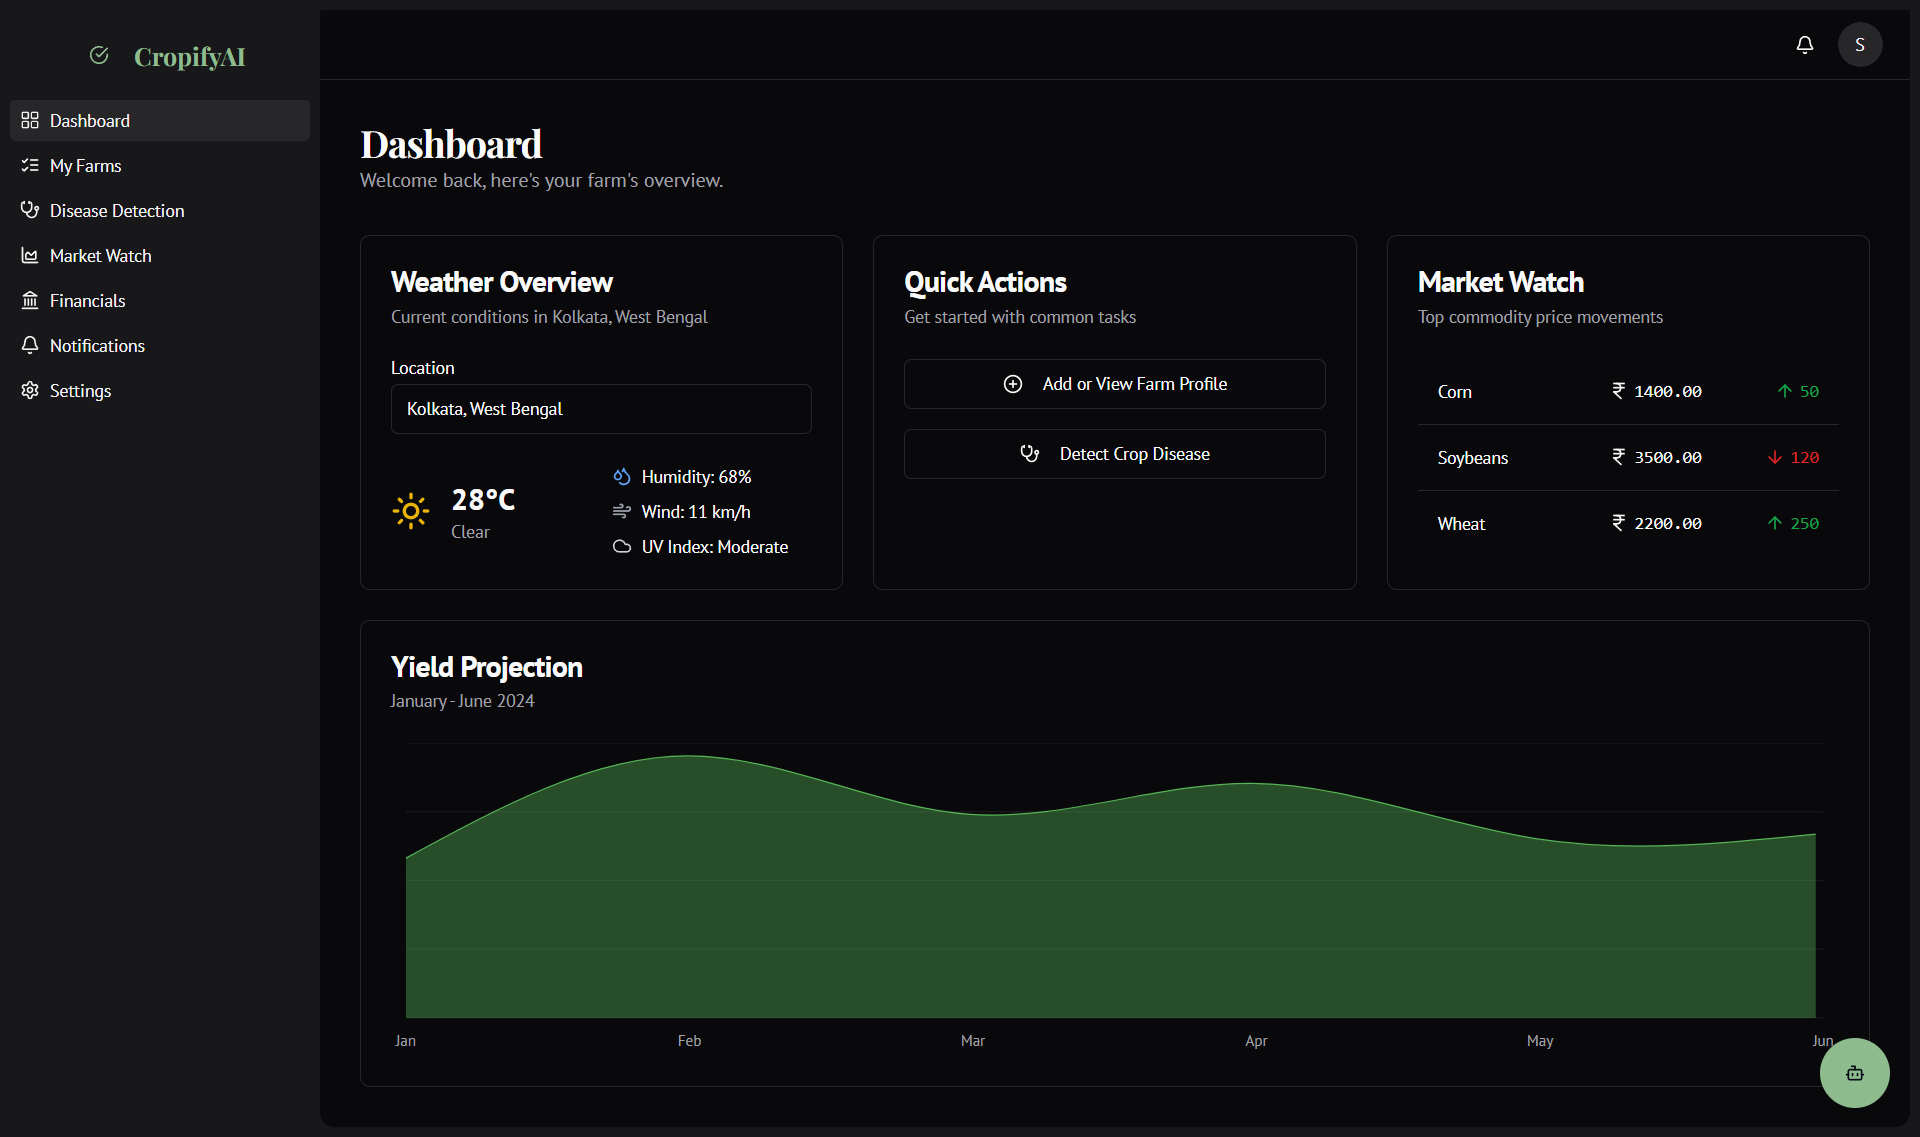 CropifyAI
Dashboard
My Farms
Disease Detection
Market Watch
Financials
Notifications
Settings
S
Dashboard
Welcome back, here's your farm's overview.
Weather Overview
Current conditions in Kolkata, West Bengal
Location
Kolkata, West Bengal
28°C
Clear
Humidity: 68%
Wind: 11 km/h
UV Index: Moderate
Quick Actions
Get started with common tasks
Add or View Farm Profile
Detect Crop Disease
Market Watch
Top commodity price movements
Corn ₹ 1400.00 ↑ 50
Soybeans ₹ 3500.00 ↓ 120
Wheat ₹ 2200.00 ↑ 250
Yield Projection
January - June 2024
Jan Feb Mar Apr May Jun